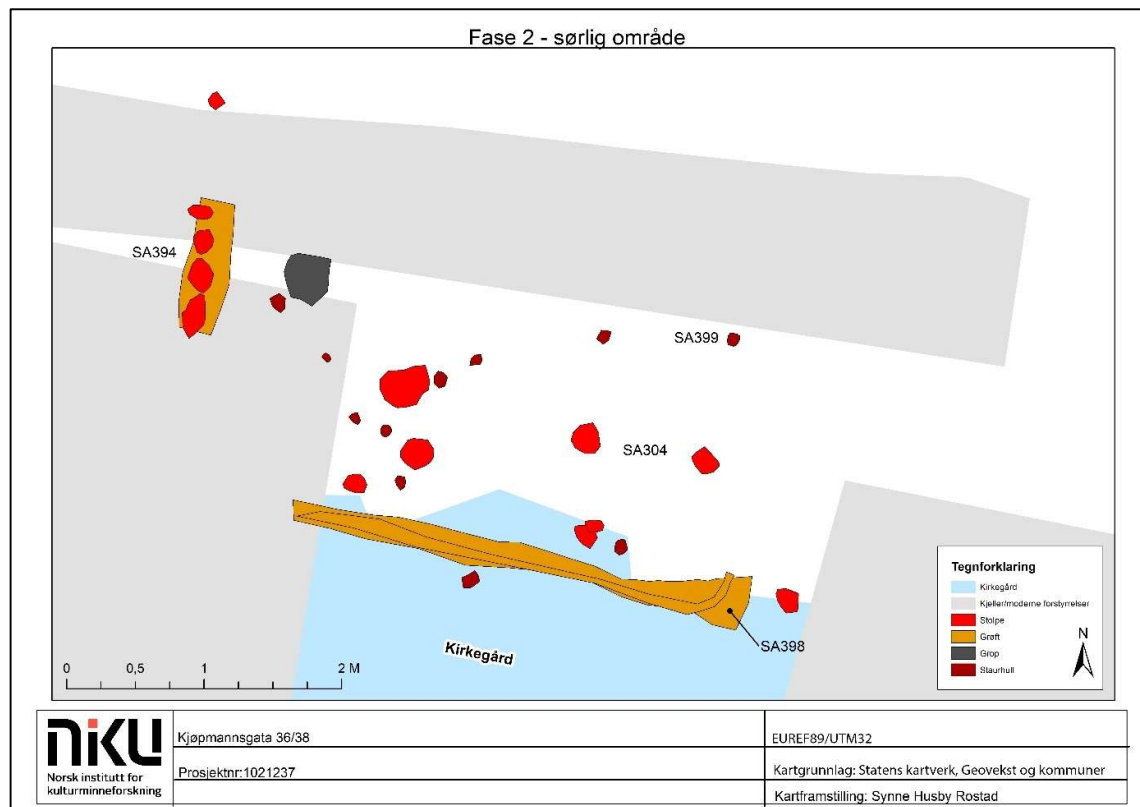 Fase 2 - sørlig område
SA394
SA399
SA304
SA398
Kirkegård
0 0,5 1 2 M
Tegnforklaring
Kirkegård
Kjeller/moderne forstyrrelser
Stolpe
Grøft
Grop
Staurhull
N
niku
Norsk institutt for
kulturminneforskning
Kjøpmannsgata 36/38
Prosjektnr:1021237
EUREF89/UTM32
Kartgrunnlag: Statens kartverk, Geovekst og kommuner
Kartframstilling: Synne Husby Rostad